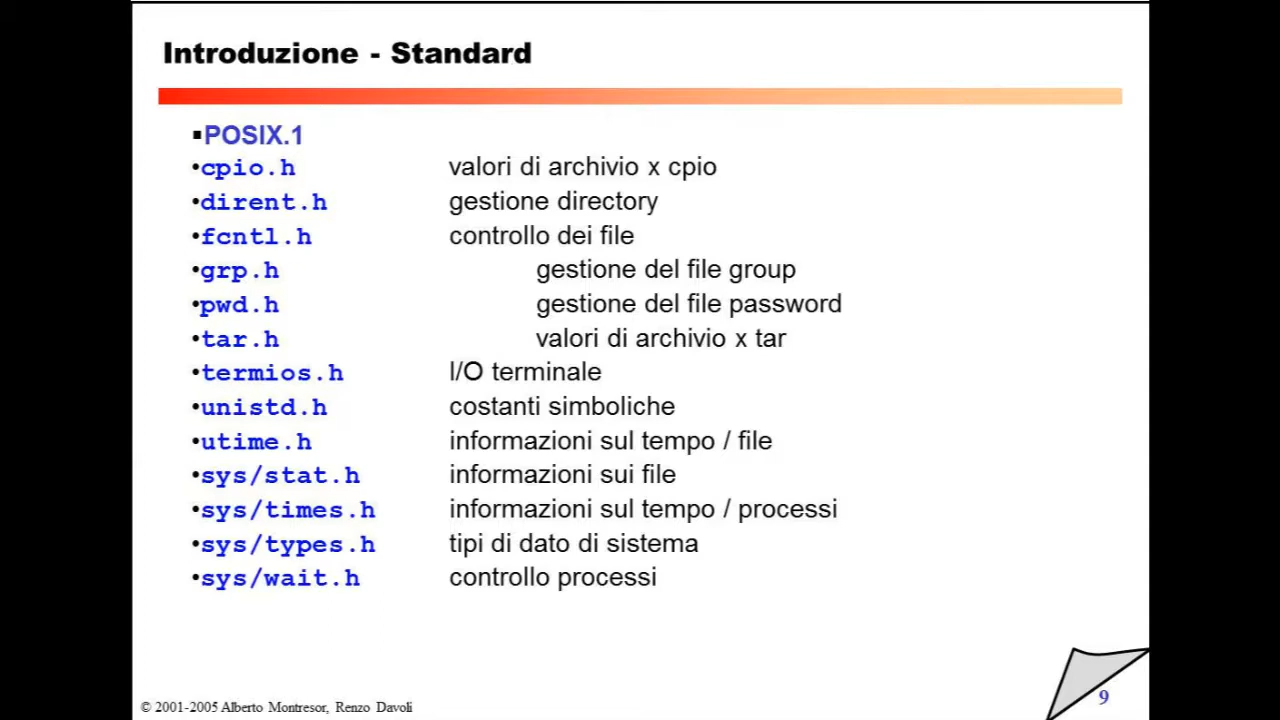 Introduzione - Standard
▪POSIX.1
•cpio.h valori di archivio x cpio
•dirent.h gestione directory
•fcntl.h controllo dei file
•grp.h gestione del file group
•pwd.h gestione del file password
•tar.h valori di archivio x tar
•termios.h I/O terminale
•unistd.h costanti simboliche
•utime.h informazioni sul tempo / file
•sys/stat.h informazioni sui file
•sys/times.h informazioni sul tempo / processi
•sys/types.h tipi di dato di sistema
•sys/wait.h controllo processi
© 2001-2005 Alberto Montresor, Renzo Davoli
9